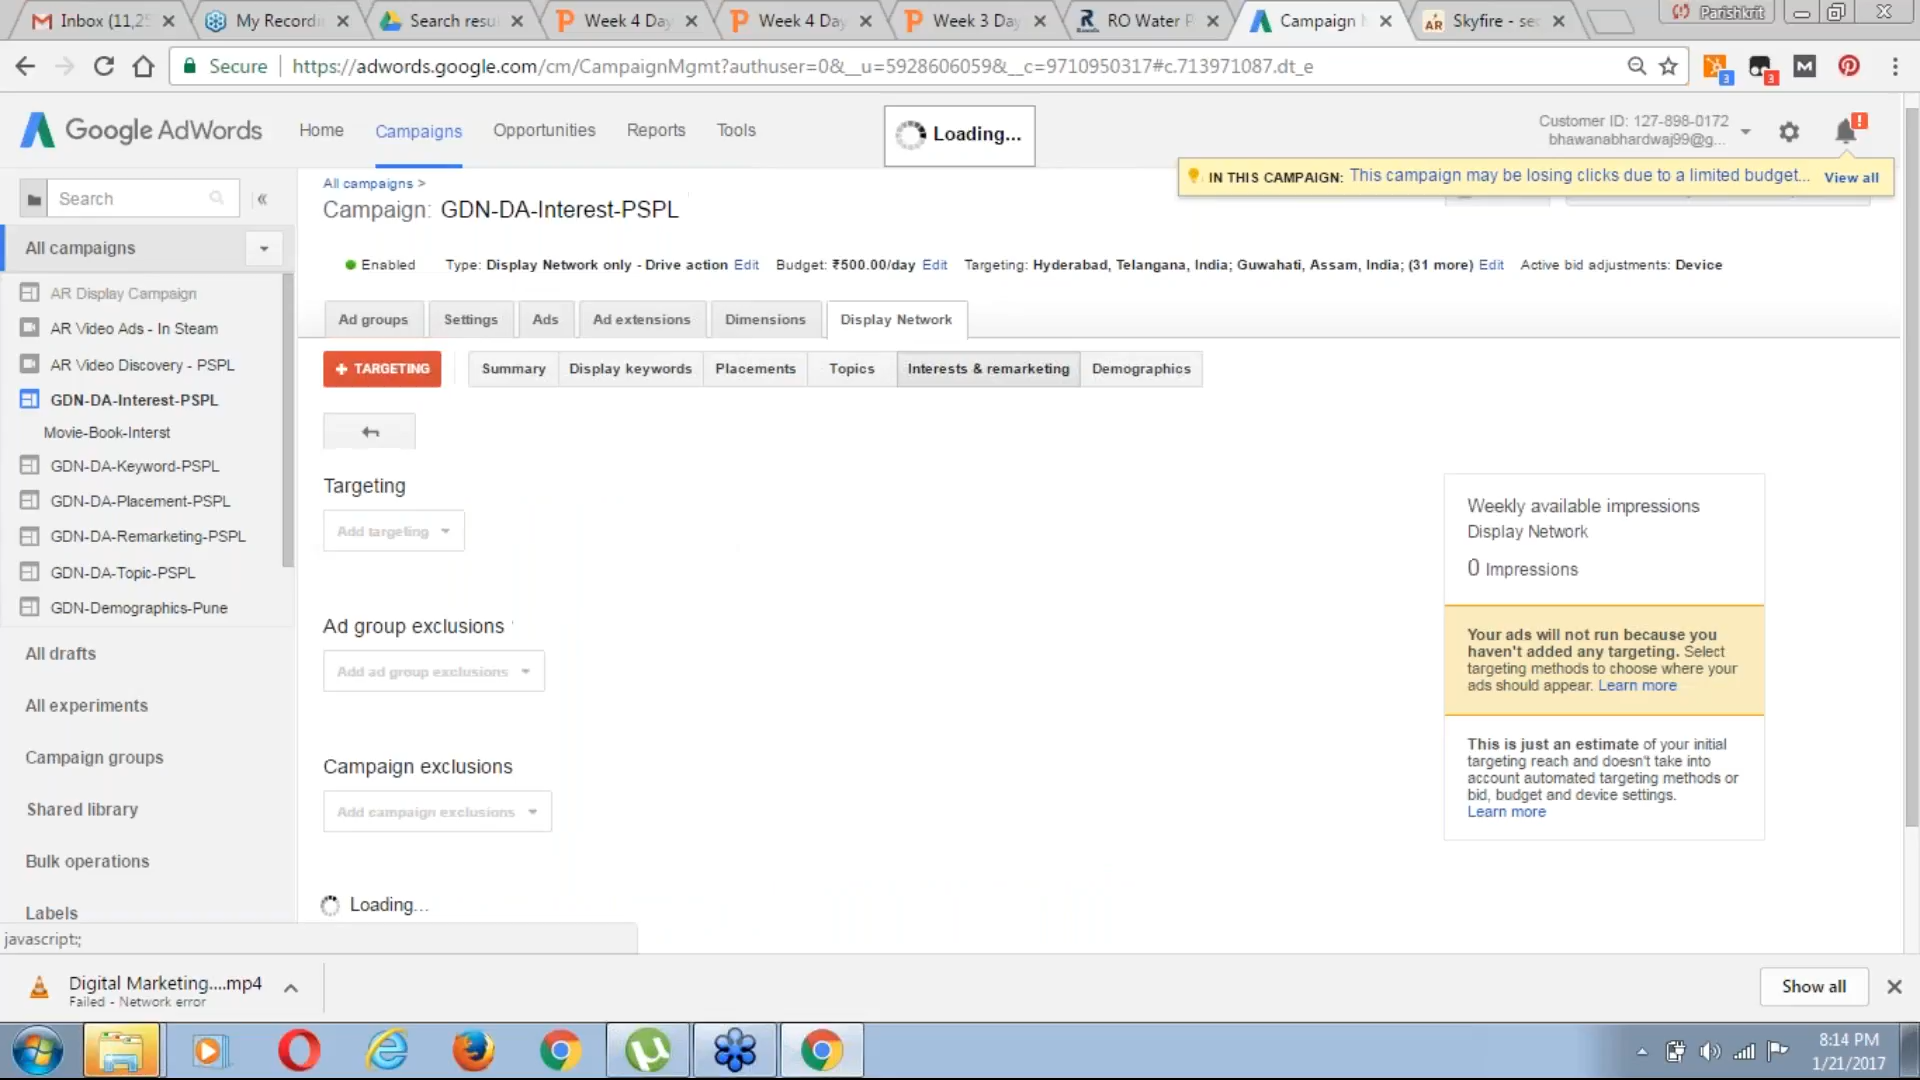 Inbox (11,25
My Recordi
Search resu
Week 4 Day
Week 4 Day
Week 3 Day
RO Water P
Campaign
Skyfire - se
Parishkrit
Secure
https://adwords.google.com/cm/CampaignMgmt?authuser=0&__u=5928606059&__c=9710950317#c.713971087.dt_e
3
3
Google AdWords
Home
Campaigns
Opportunities
Reports
Tools
Loading...
Customer ID: 127-898-0172
bhawanabhardwaj99@g...
IN THIS CAMPAIGN: This campaign may be losing clicks due to a limited budget... View all
Search
All campaigns
AR Display Campaign
AR Video Ads - In Steam
AR Video Discovery - PSPL
GDN-DA-Interest-PSPL
Movie-Book-Interst
GDN-DA-Keyword-PSPL
GDN-DA-Placement-PSPL
GDN-DA-Remarketing-PSPL
GDN-DA-Topic-PSPL
GDN-Demographics-Pune
All drafts
All experiments
Campaign groups
Shared library
Bulk operations
Labels
All campaigns >
Campaign: GDN-DA-Interest-PSPL
Enabled Type: Display Network only - Drive action Edit Budget: ₹500.00/day Edit Targeting: Hyderabad, Telangana, India; Guwahati, Assam, India; (31 more) Edit Active bid adjustments: Device
Ad groups
Settings
Ads
Ad extensions
Dimensions
Display Network
+ TARGETING
Summary
Display keywords
Placements
Topics
Interests & remarketing
Demographics
Targeting
Add targeting
Ad group exclusions
Add ad group exclusions
Campaign exclusions
Add campaign exclusions
Loading...
Weekly available impressions
Display Network
0 Impressions
Your ads will not run because you
haven't added any targeting. Select
targeting methods to choose where your
ads should appear. Learn more
This is just an estimate of your initial
targeting reach and doesn't take into
account automated targeting methods or
bid, budget and device settings.
Learn more
javascript:;
Digital Marketing....mp4
Failed - Network error
Show all
8:14 PM
1/21/2017